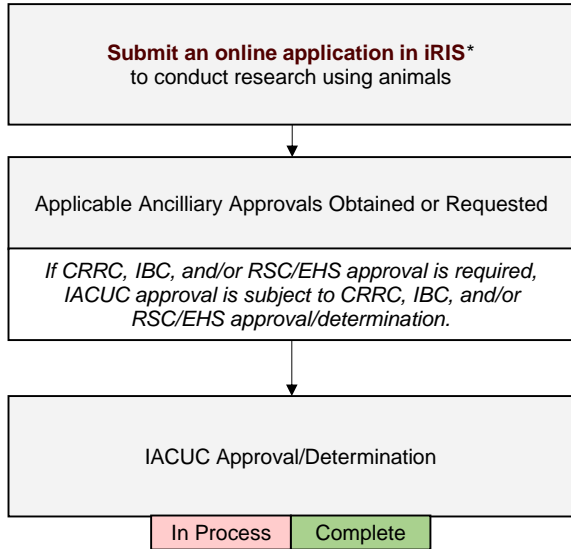 Submit an online application in iRIS*
to conduct research using animals
Applicable Ancilliary Approvals Obtained or Requested
If CRRC, IBC, and/or RSC/EHS approval is required,
IACUC approval is subject to CRRC, IBC, and/or
RSC/EHS approval/determination.
IACUC Approval/Determination
In Process Complete